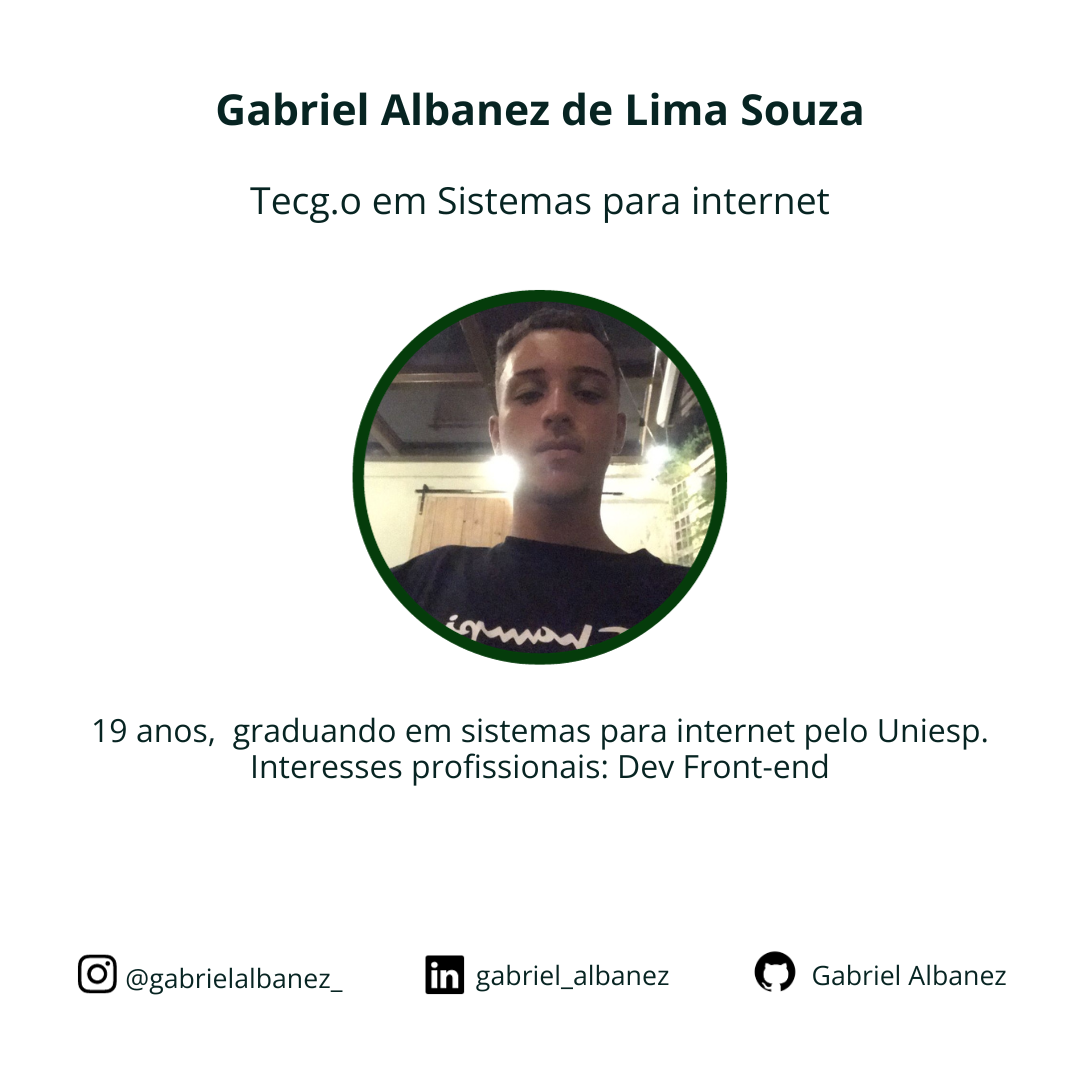 Gabriel Albanez de Lima Souza
Tecg.o em Sistemas para internet
19 anos,  graduando em sistemas para internet pelo Uniesp.
Interesses profissionais: Dev Front-end
@gabrielalbanez_
in gabriel_albanez
Gabriel Albanez